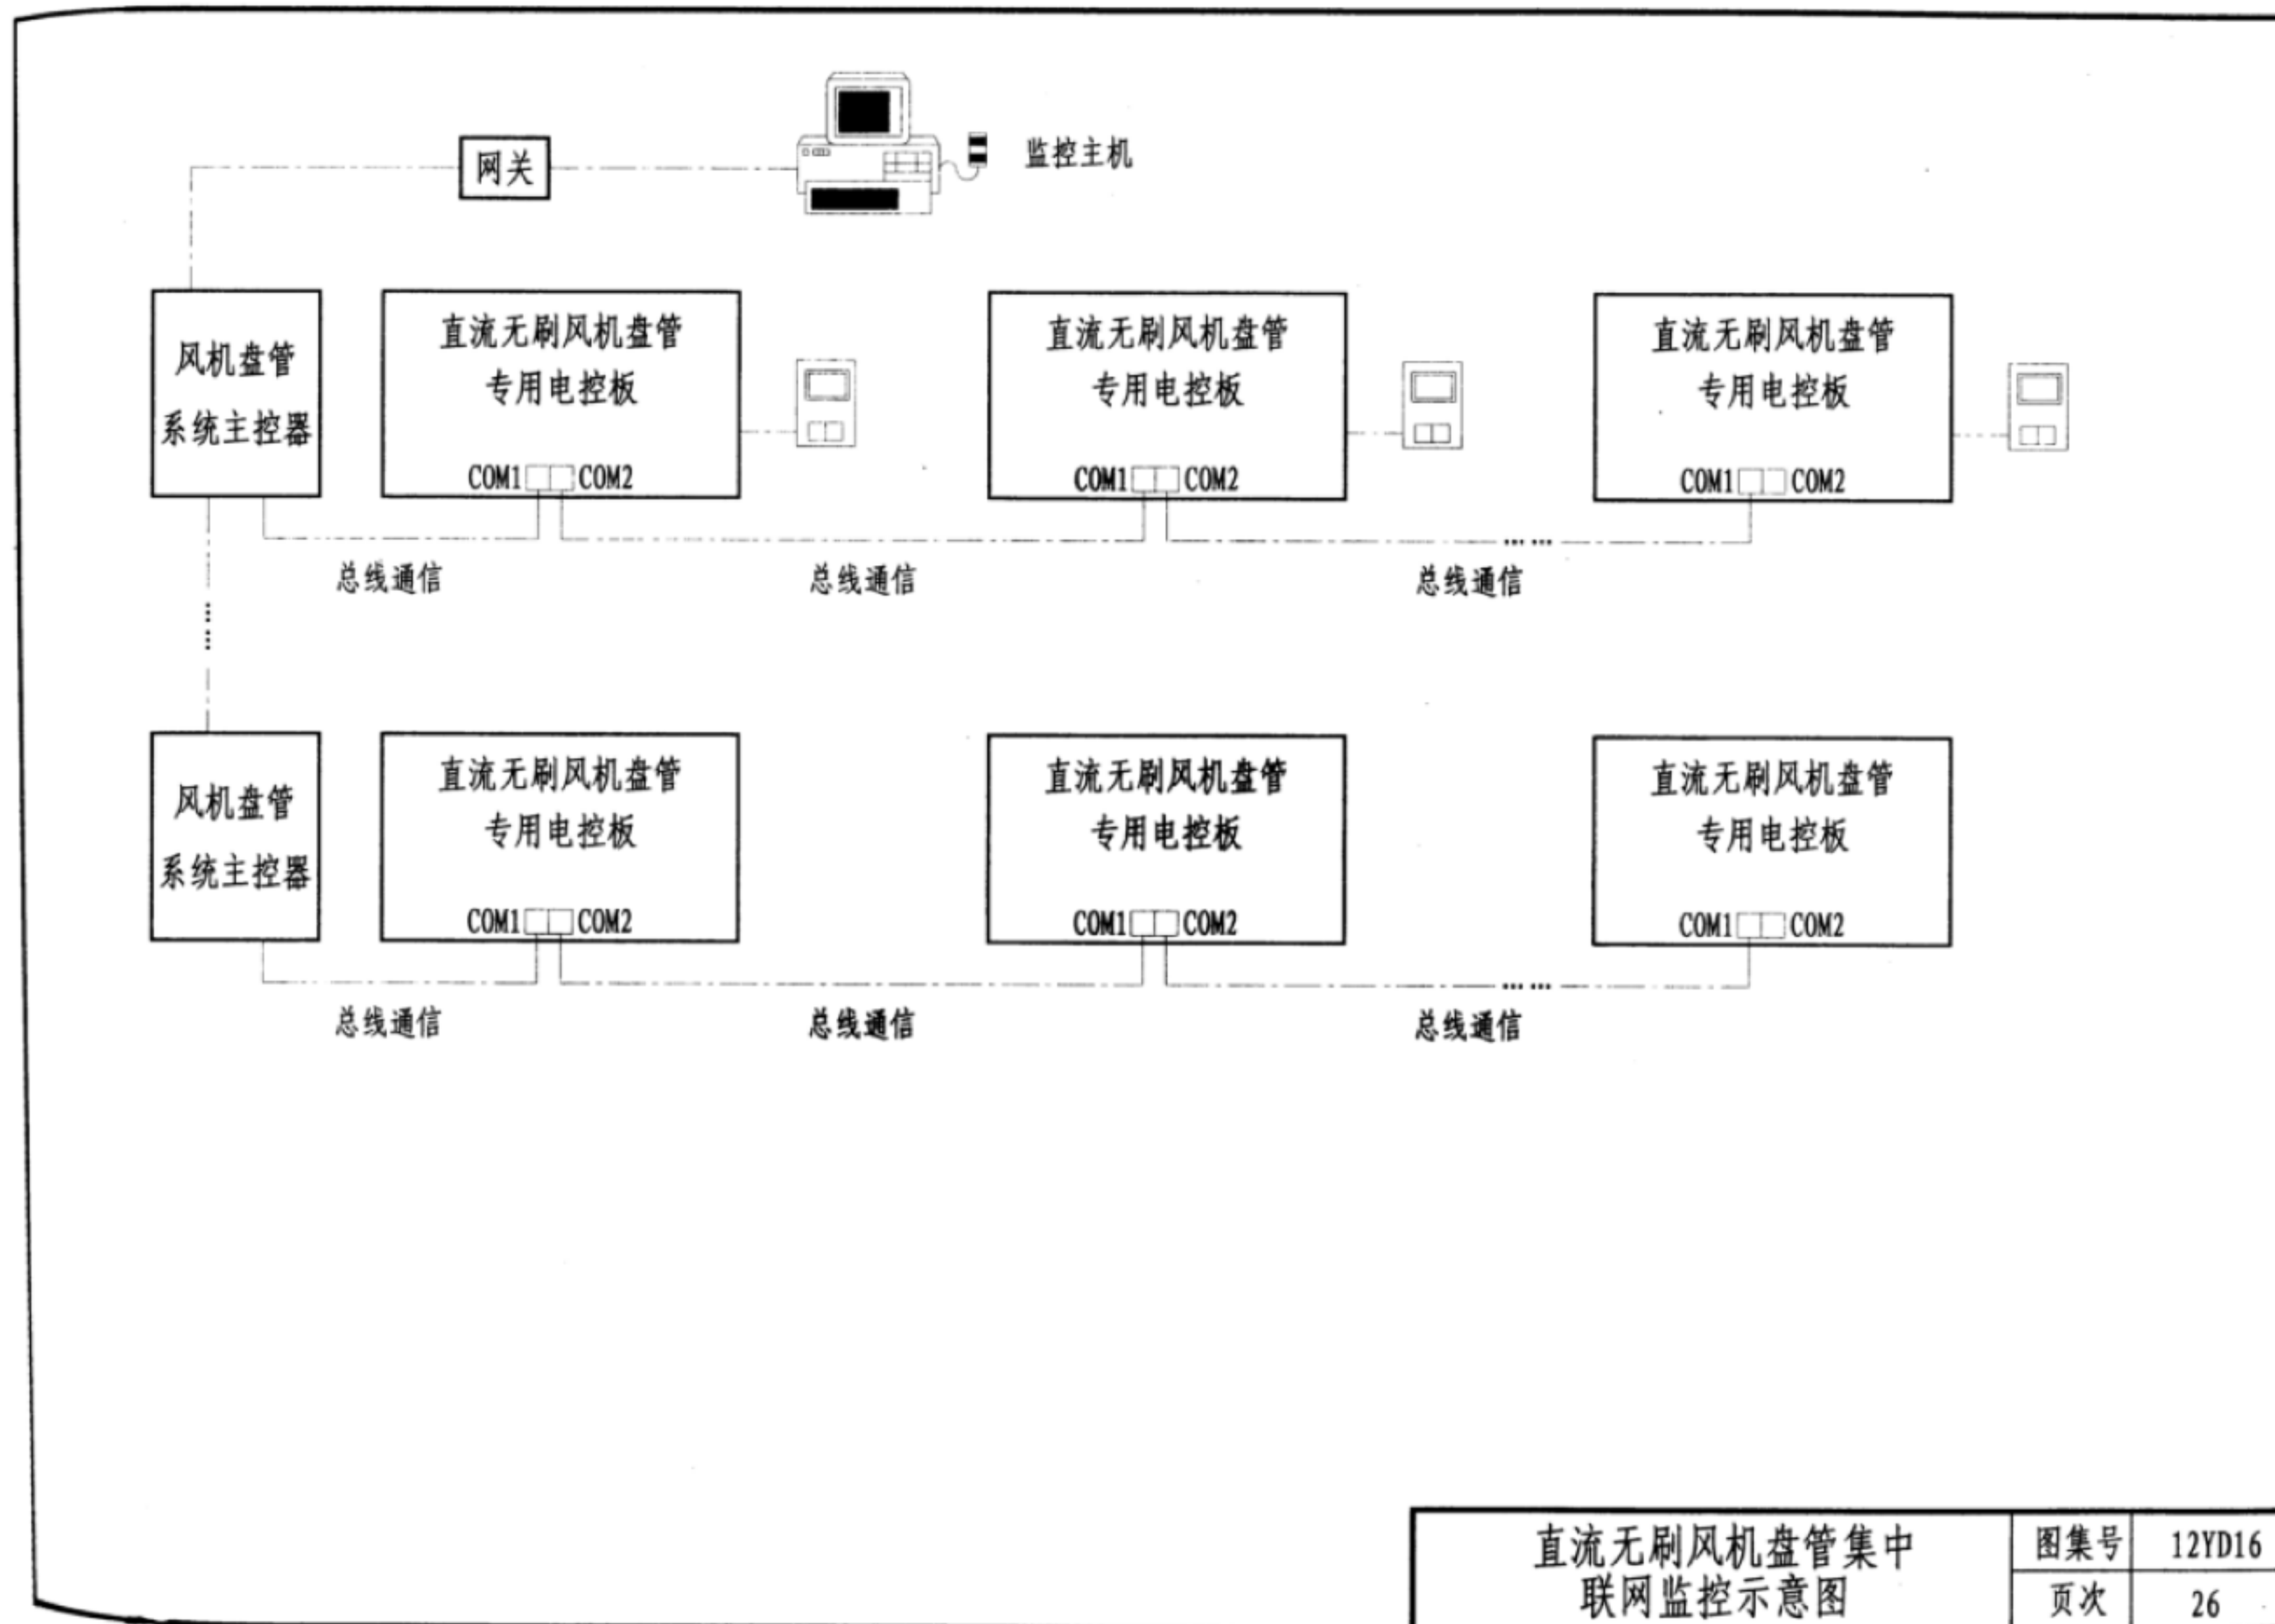 网关
监控主机
风机盘管
系统主控器
直流无刷风机盘管
专用电控板
COM1 COM2
直流无刷风机盘管
专用电控板
COM1 COM2
直流无刷风机盘管
专用电控板
COM1 COM2
总线通信
总线通信
…… 
总线通信
……
风机盘管
系统主控器
直流无刷风机盘管
专用电控板
COM1 COM2
直流无刷风机盘管
专用电控板
COM1 COM2
直流无刷风机盘管
专用电控板
COM1 COM2
总线通信
总线通信
……
总线通信
直流无刷风机盘管集中
联网监控示意图
图集号 12YD16
页次 26